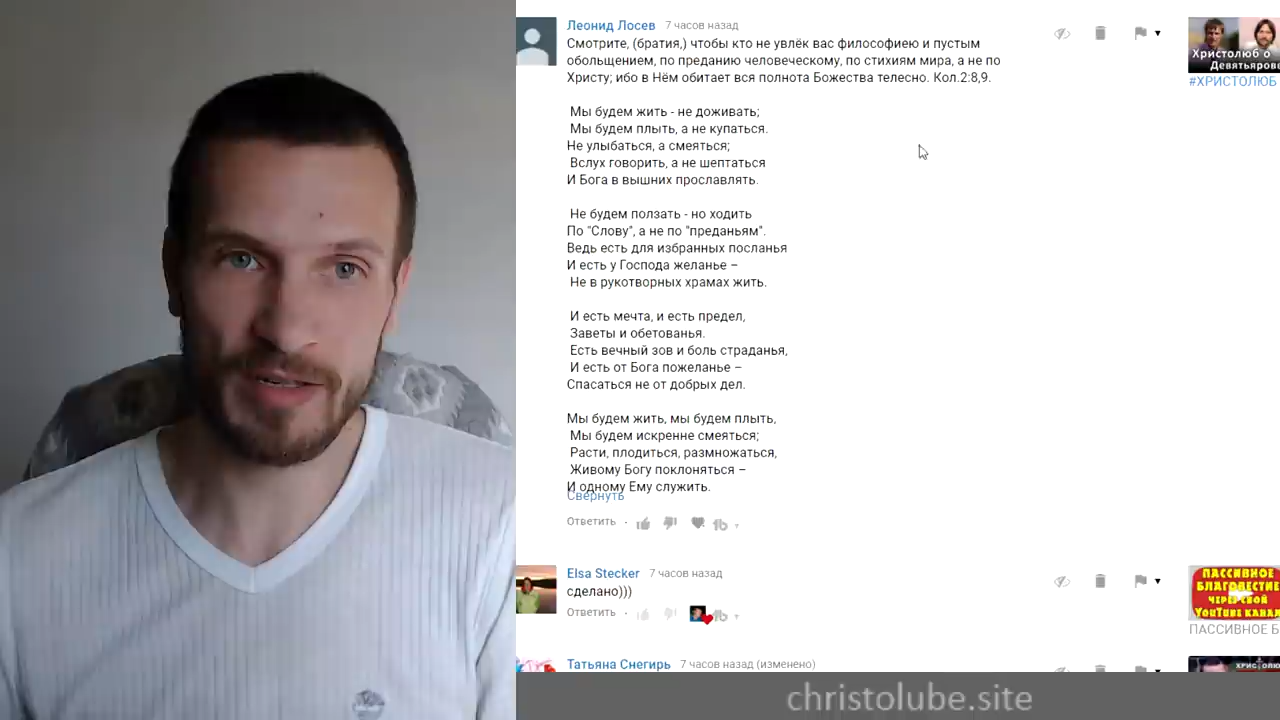 Леонид Лосев 7 часов назад
Смотрите, (братия,) чтобы кто не увлёк вас философиею и пустым
обольщением, по преданию человеческому, по стихиям мира, а не по
Христу; ибо в Нём обитает вся полнота Божества телесно. Кол.2:8,9.
Мы будем жить - не доживать;
Мы будем плыть, а не купаться.
Не улыбаться, а смеяться;
Вслух говорить, а не шептаться
И Бога в вышних прославлять.
Не будем ползать - но ходить
По "Слову", а не по "преданьям".
Ведь есть для избранных посланья
И есть у Господа желанье –
Не в рукотворных храмах жить.
И есть мечта, и есть предел,
Заветы и обетованья.
Есть вечный зов и боль страданья,
И есть от Бога пожеланье –
Спасаться не от добрых дел.
Мы будем жить, мы будем плыть,
Мы будем искренне смеяться;
Расти, плодиться, размножаться,
Живому Богу поклоняться –
И одному Ему служить.
Свернуть
Ответить
Христолюб о
Девятьяров
#ХРИСТОЛЮБ
Elsa Stecker 7 часов назад
сделано)))
Ответить
ПАССИВНОЕ
БЛАГОВЕСТИЕ
ЧЕРЕЗ СВОЙ
YouTube КАНАЛ
ПАССИВНОЕ Б
Татьяна Снегирь 7 часов назад (изменено)
christolube.site